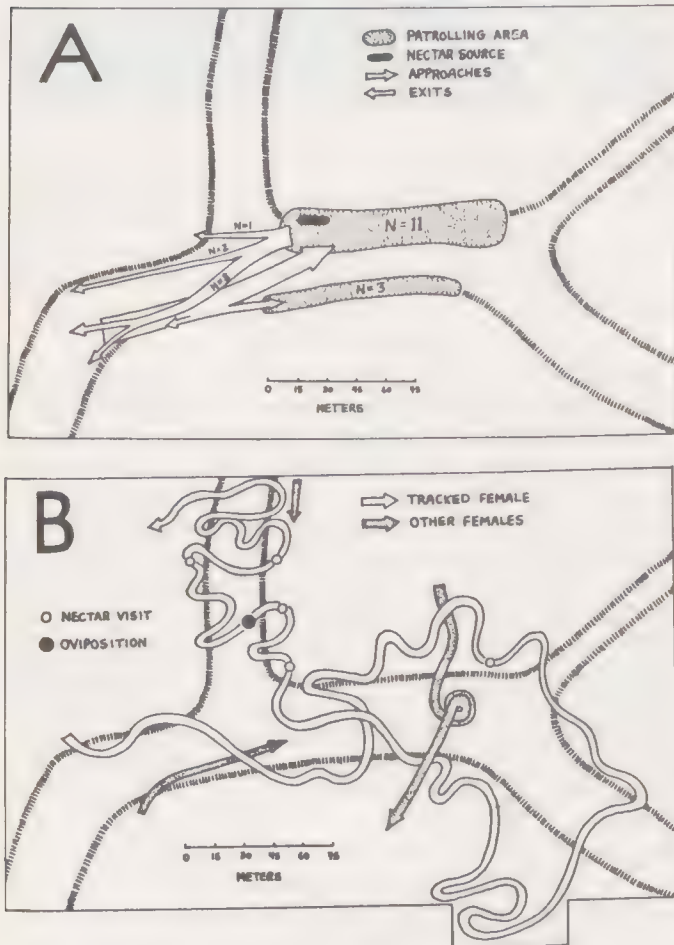 A
PATROLLING AREA
NECTAR SOURCE
APPROACHES
EXITS
N=1
N=2
N=8
N=11
N=3
0 15 30 45 60 75
METERS
B
TRACKED FEMALE
OTHER FEMALES
NECTAR VISIT
OVIPOSITION
0 15 30 45 60 75
METERS